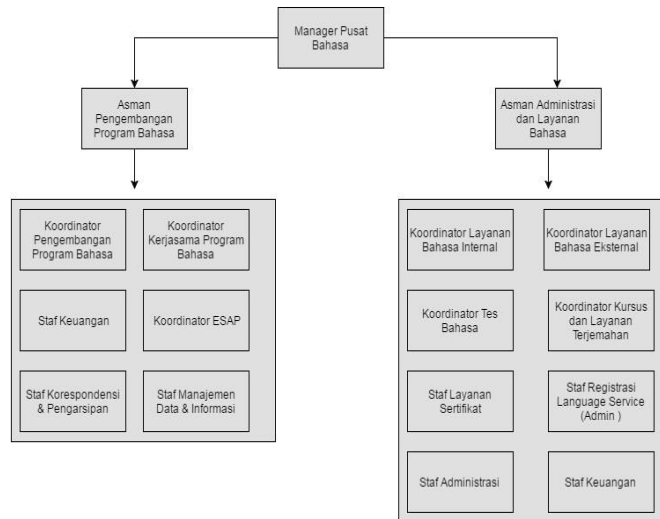 Manager Pusat
Bahasa
Asman
Pengembangan
Program Bahasa
Asman Administrasi
dan Layanan
Bahasa
Koordinator
Pengembangan
Program Bahasa
Koordinator
Kerjasama Program
Bahasa
Staf Keuangan
Koordinator ESAP
Staf Korespondensi
& Pengarsipan
Staf Manajemen
Data & Informasi
Koordinator Layanan
Bahasa Internal
Koordinator Layanan
Bahasa Eksternal
Koordinator Tes
Bahasa
Koordinator Kursus
dan Layanan
Terjemahan
Staf Layanan
Sertifikat
Staf Registrasi
Language Service
(Admin )
Staf Administrasi
Staf Keuangan